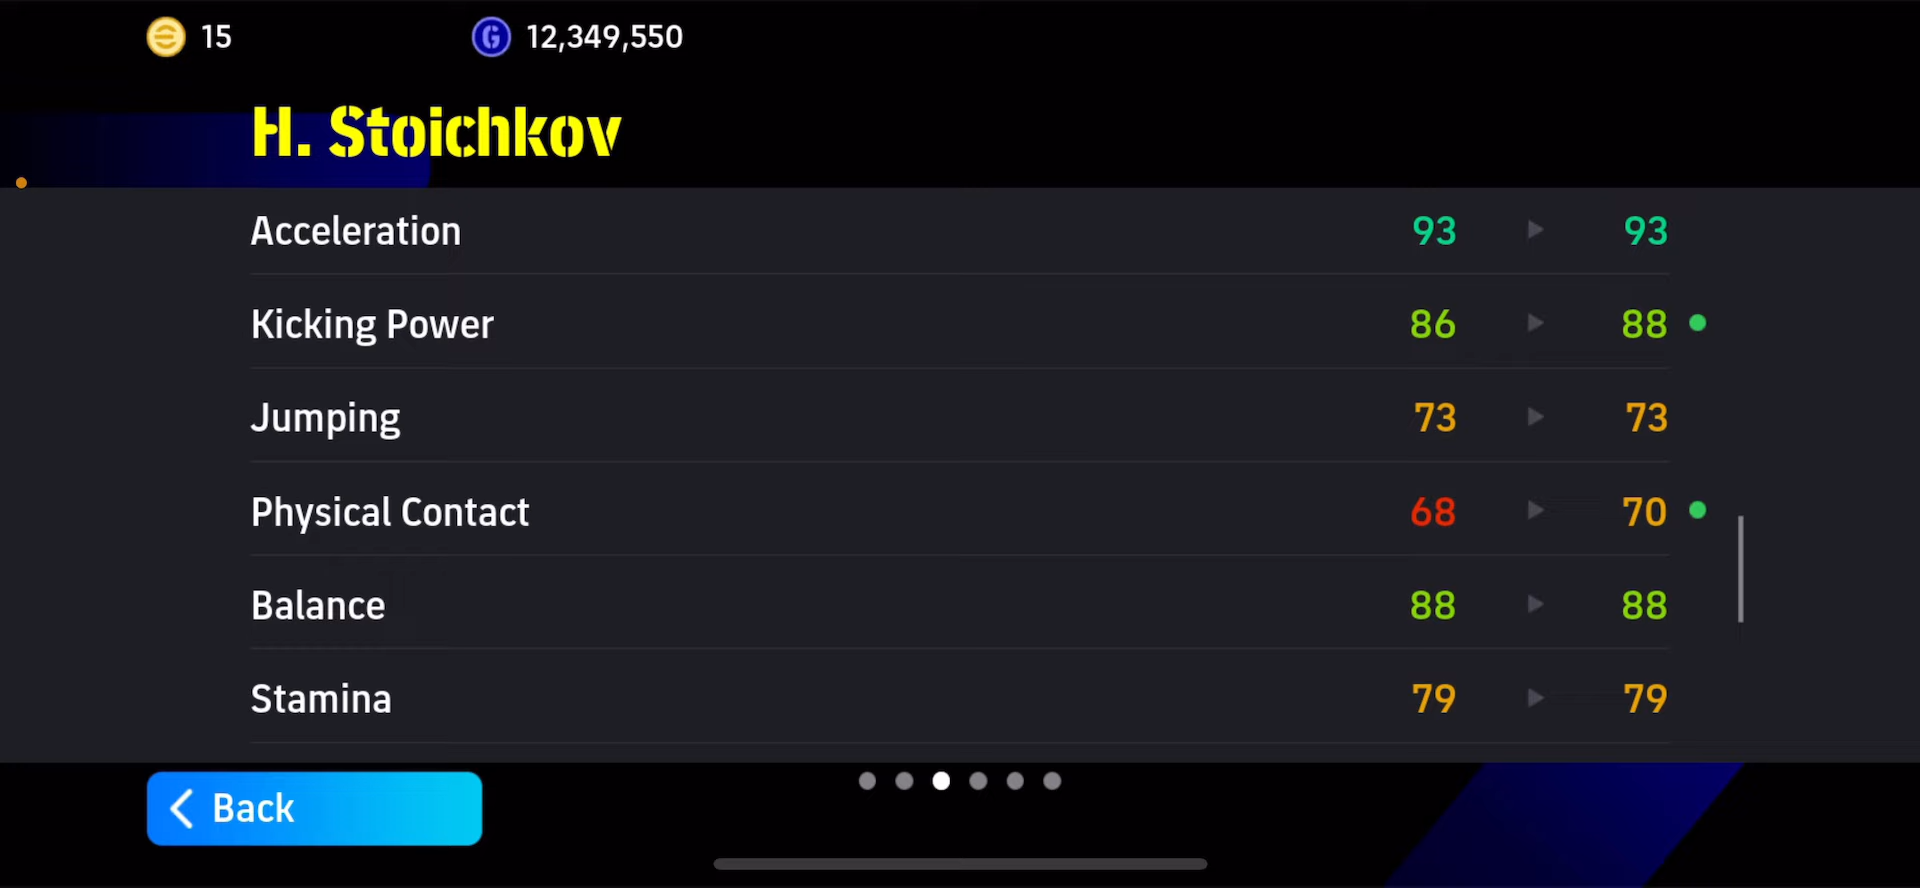 15 12,349,550
H. Stoichkov
Acceleration 93 93
Kicking Power 86 88
Jumping 73 73
Physical Contact 68 70
Balance 88 88
Stamina 79 79
Back